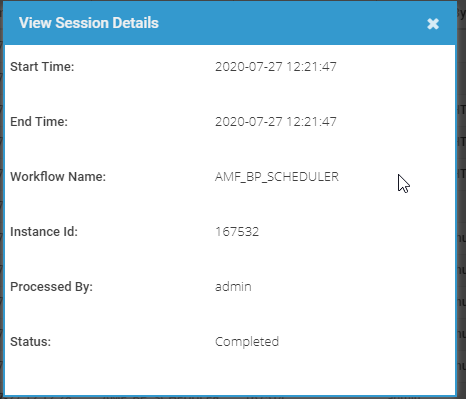 View Session Details
Start Time: 2020-07-27 12:21:47
End Time: 2020-07-27 12:21:47
Workflow Name: AMF_BP_SCHEDULER
Instance Id: 167532
Processed By: admin
Status: Completed